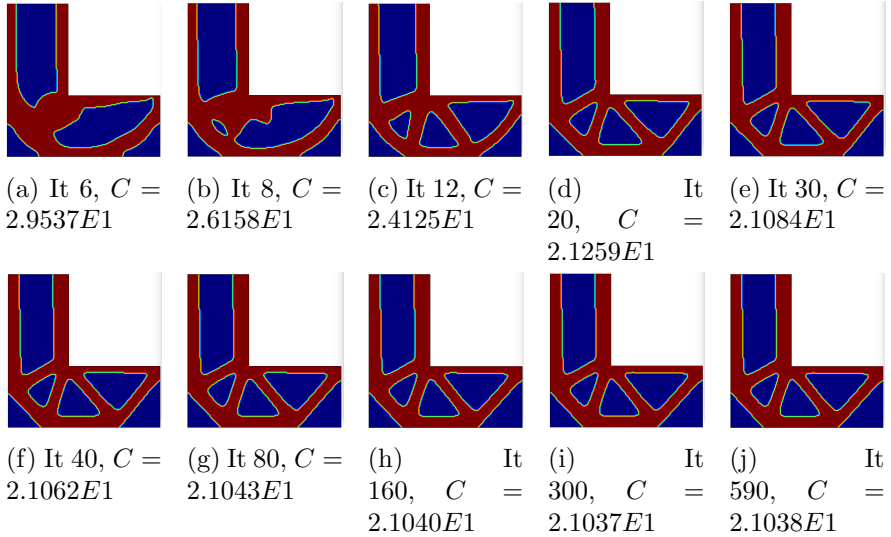 (a) It 6, C =
2.9537E1
(b) It 8, C =
2.6158E1
(c) It 12, C =
2.4125E1
(d) It
20, C =
2.1259E1
(e) It 30, C =
2.1084E1
(f) It 40, C =
2.1062E1
(g) It 80, C =
2.1043E1
(h) It
160, C =
2.1040E1
(i) It
300, C =
2.1037E1
(j) It
590, C =
2.1038E1